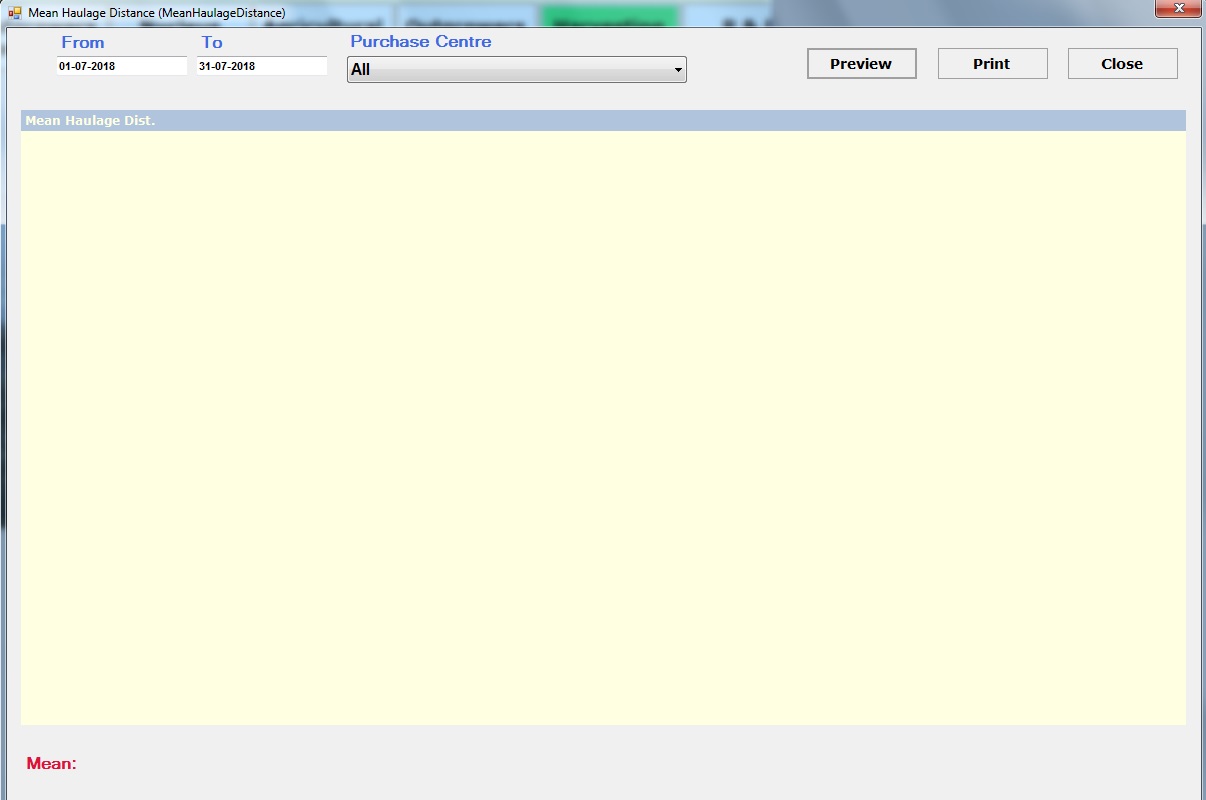 Mean Haulage Distance (MeanHaulageDistance)
From To Purchase Centre
01-07-2018 31-07-2018 All Preview Print Close
Mean Haulage Dist.
Mean: